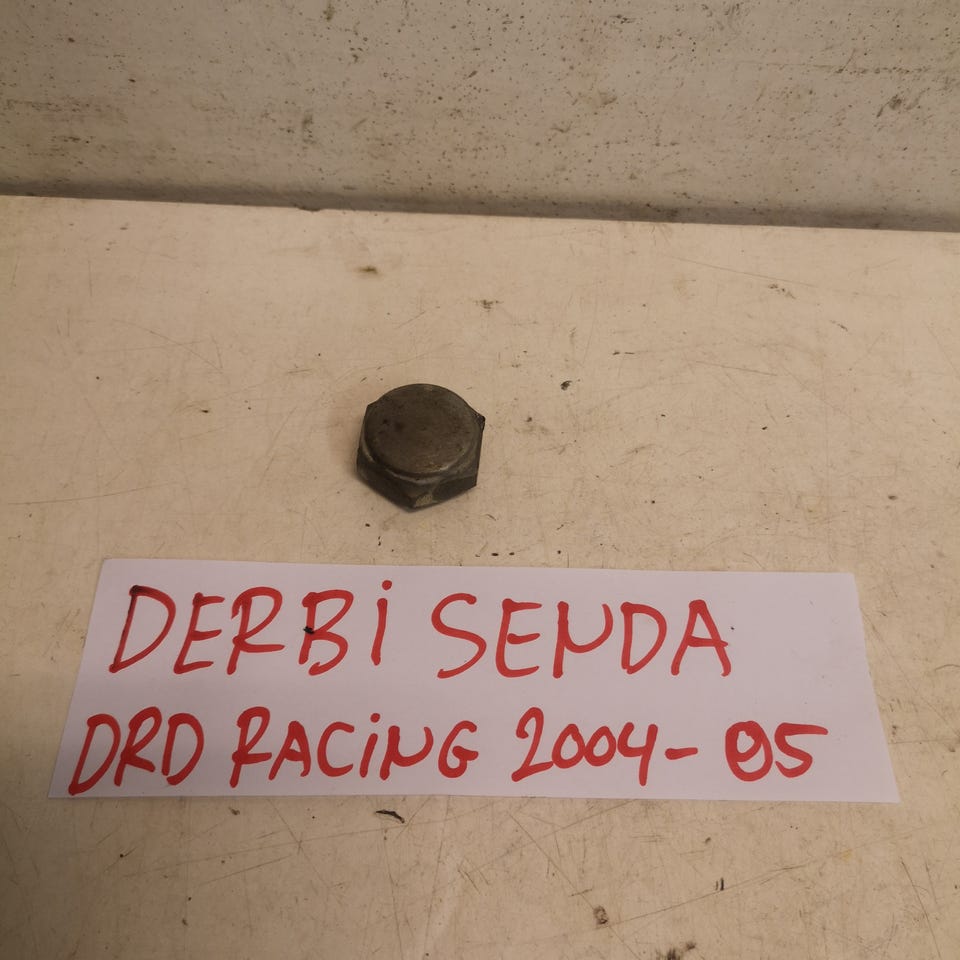 DERBi SENDA
DRD RACiNG 2004-05